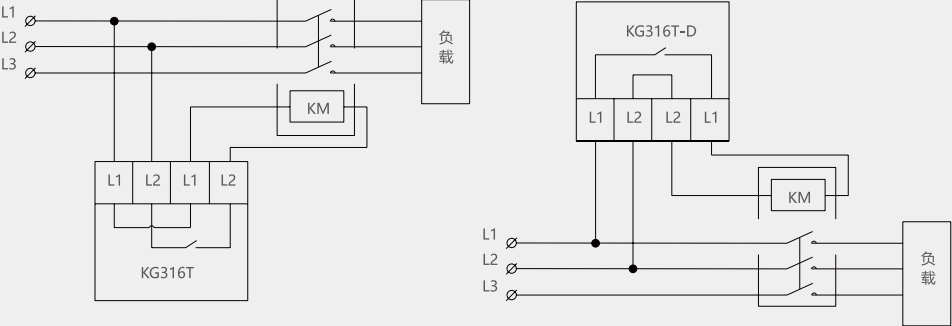 L1
L2
L3
负载
KM
L1 L2 L1 L2
KG316T
KG316T-D
L1 L2 L2 L1
KM
L1
L2
L3
负载